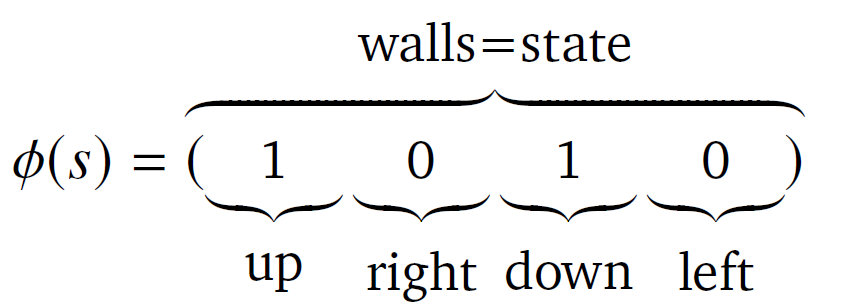 walls=state
ϕ(s) = ( 1 0 1 0 )
up right down left